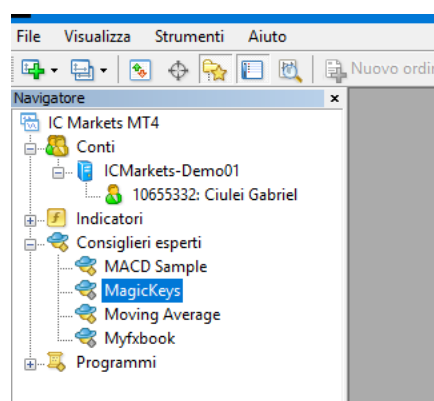 File Visualizza Strumenti Aiuto
Nuovo ordin
Navigatore
IC Markets MT4
Conti
ICMarkets-Demo01
10655332: Ciulei Gabriel
Indicatori
Consiglieri esperti
MACD Sample
MagicKeys
Moving Average
Myfxbook
Programmi